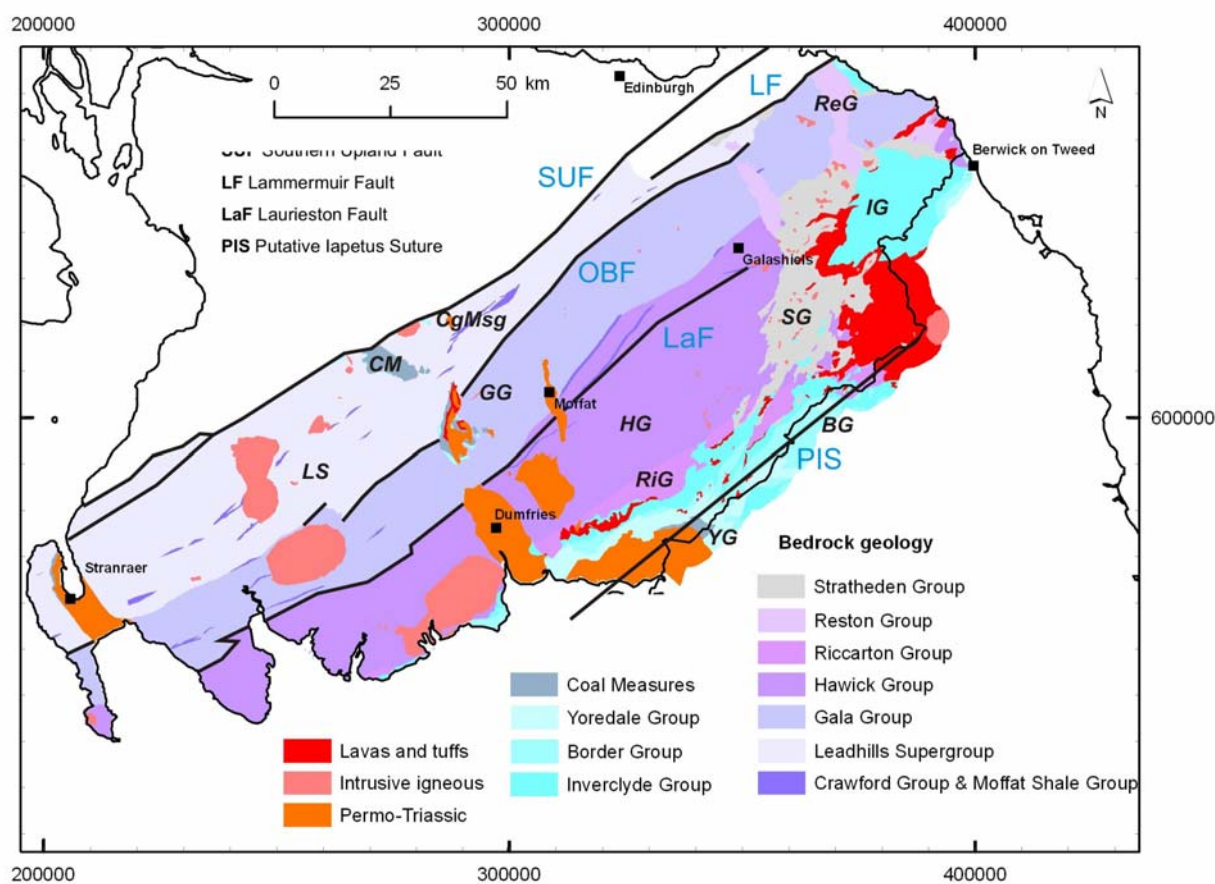 200000
300000
400000
0
25
50 km
Edinburgh
LF
ReG
N
Southern Upland Fault
SUF
Berwick on Tweed
LF Lammermuir Fault
LaF Laurieston Fault
IG
PIS Putative Iapetus Suture
Galashiels
OBF
CgMsg
SG
LaF
CM
GG
Moffat
HG
BG
600000
600000
PIS
LS
RiG
Dumfries
YG
Bedrock geology
Stranraer
Stratheden Group
Reston Group
Riccarton Group
Coal Measures
Hawick Group
Yoredale Group
Gala Group
Lavas and tuffs
Border Group
Leadhills Supergroup
Intrusive igneous
Inverclyde Group
Crawford Group & Moffat Shale Group
Permo-Triassic
200000
300000
400000